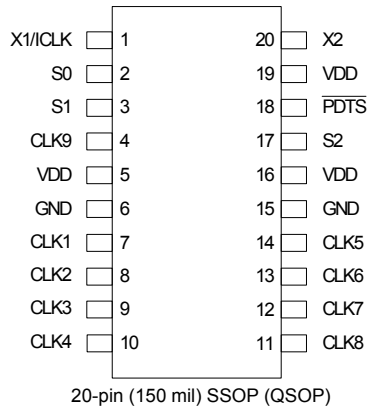 X1/ICLK 1 20 X2
S0 2 19 VDD
S1 3 18 PDTS
CLK9 4 17 S2
VDD 5 16 VDD
GND 6 15 GND
CLK1 7 14 CLK5
CLK2 8 13 CLK6
CLK3 9 12 CLK7
CLK4 10 11 CLK8
20-pin (150 mil) SSOP (QSOP)